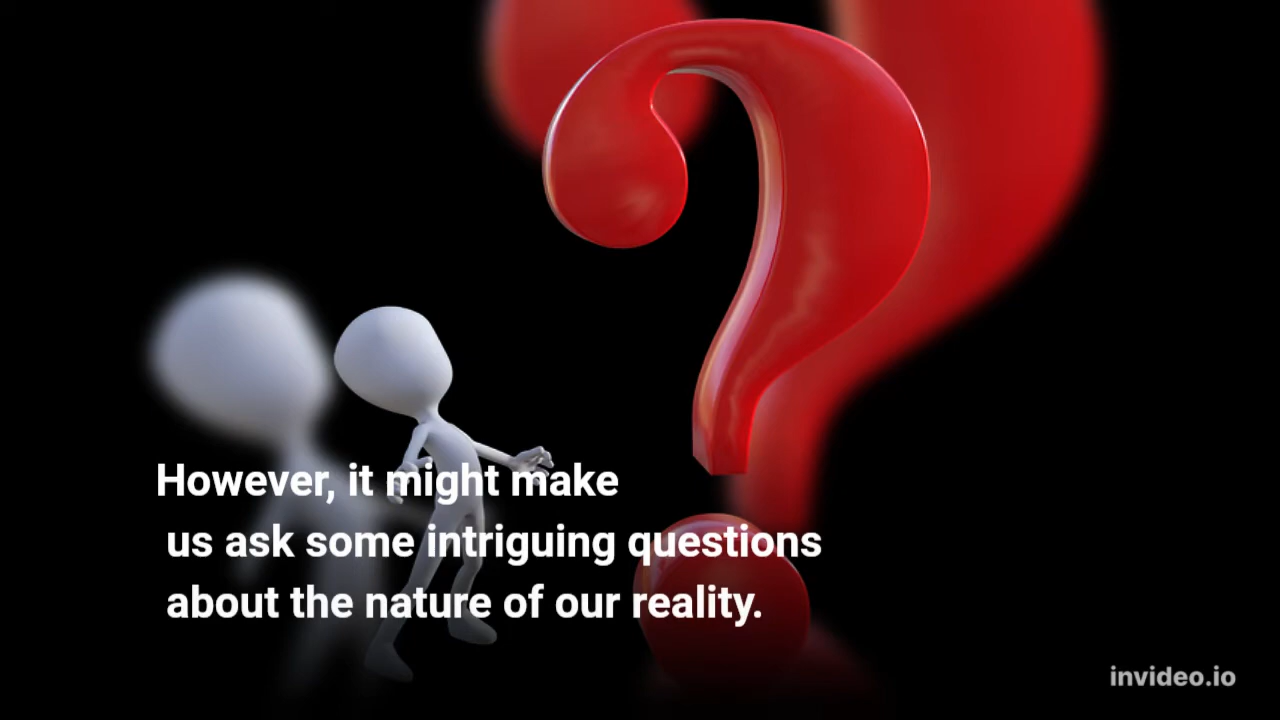 However, it might make
us ask some intriguing questions
about the nature of our reality.
invideo.io